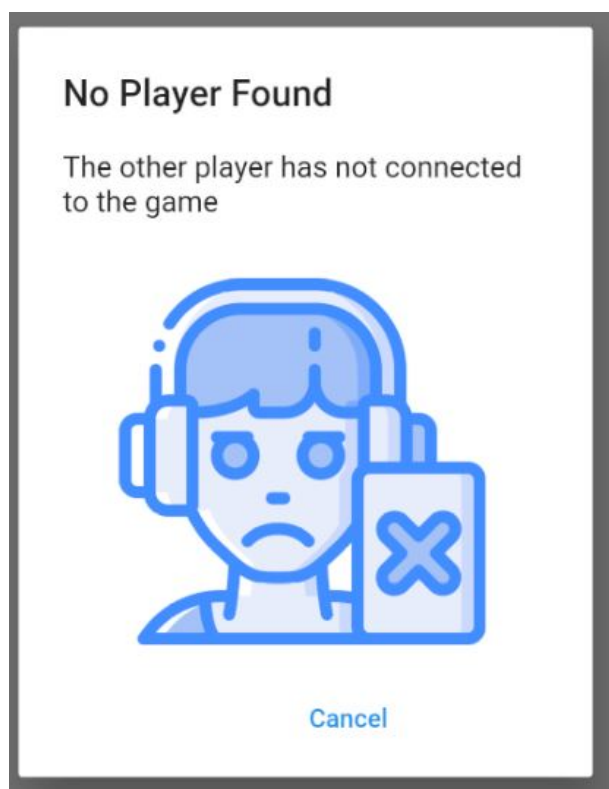 No Player Found
The other player has not connected
to the game
Cancel